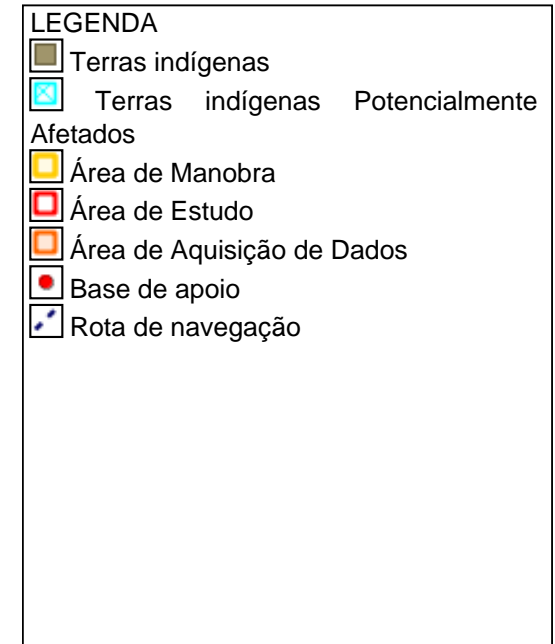 LEGENDA
Terras indígenas
Terras indígenas Potencialmente
Afetados
Área de Manobra
Área de Estudo
Área de Aquisição de Dados
Base de apoio
Rota de navegação